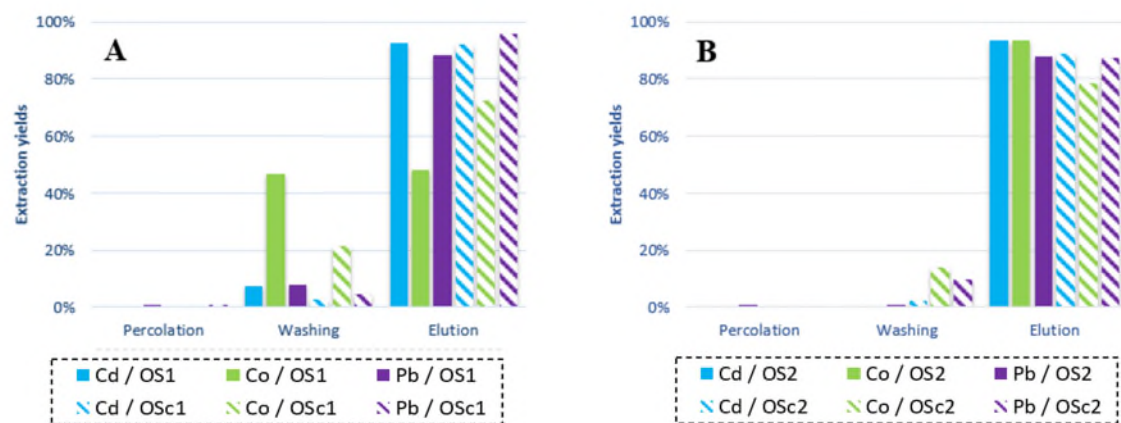 A
Extraction yields
100%
80%
60%
40%
20%
0%
Percolation Washing Elution
Cd / OS1 Co / OS1 Pb / OS1
Cd / OSc1 Co / OSc1 Pb / OSc1
B
Extraction yields
100%
80%
60%
40%
20%
0%
Percolation Washing Elution
Cd / OS2 Co / OS2 Pb / OS2
Cd / OSc2 Co / OSc2 Pb / OSc2